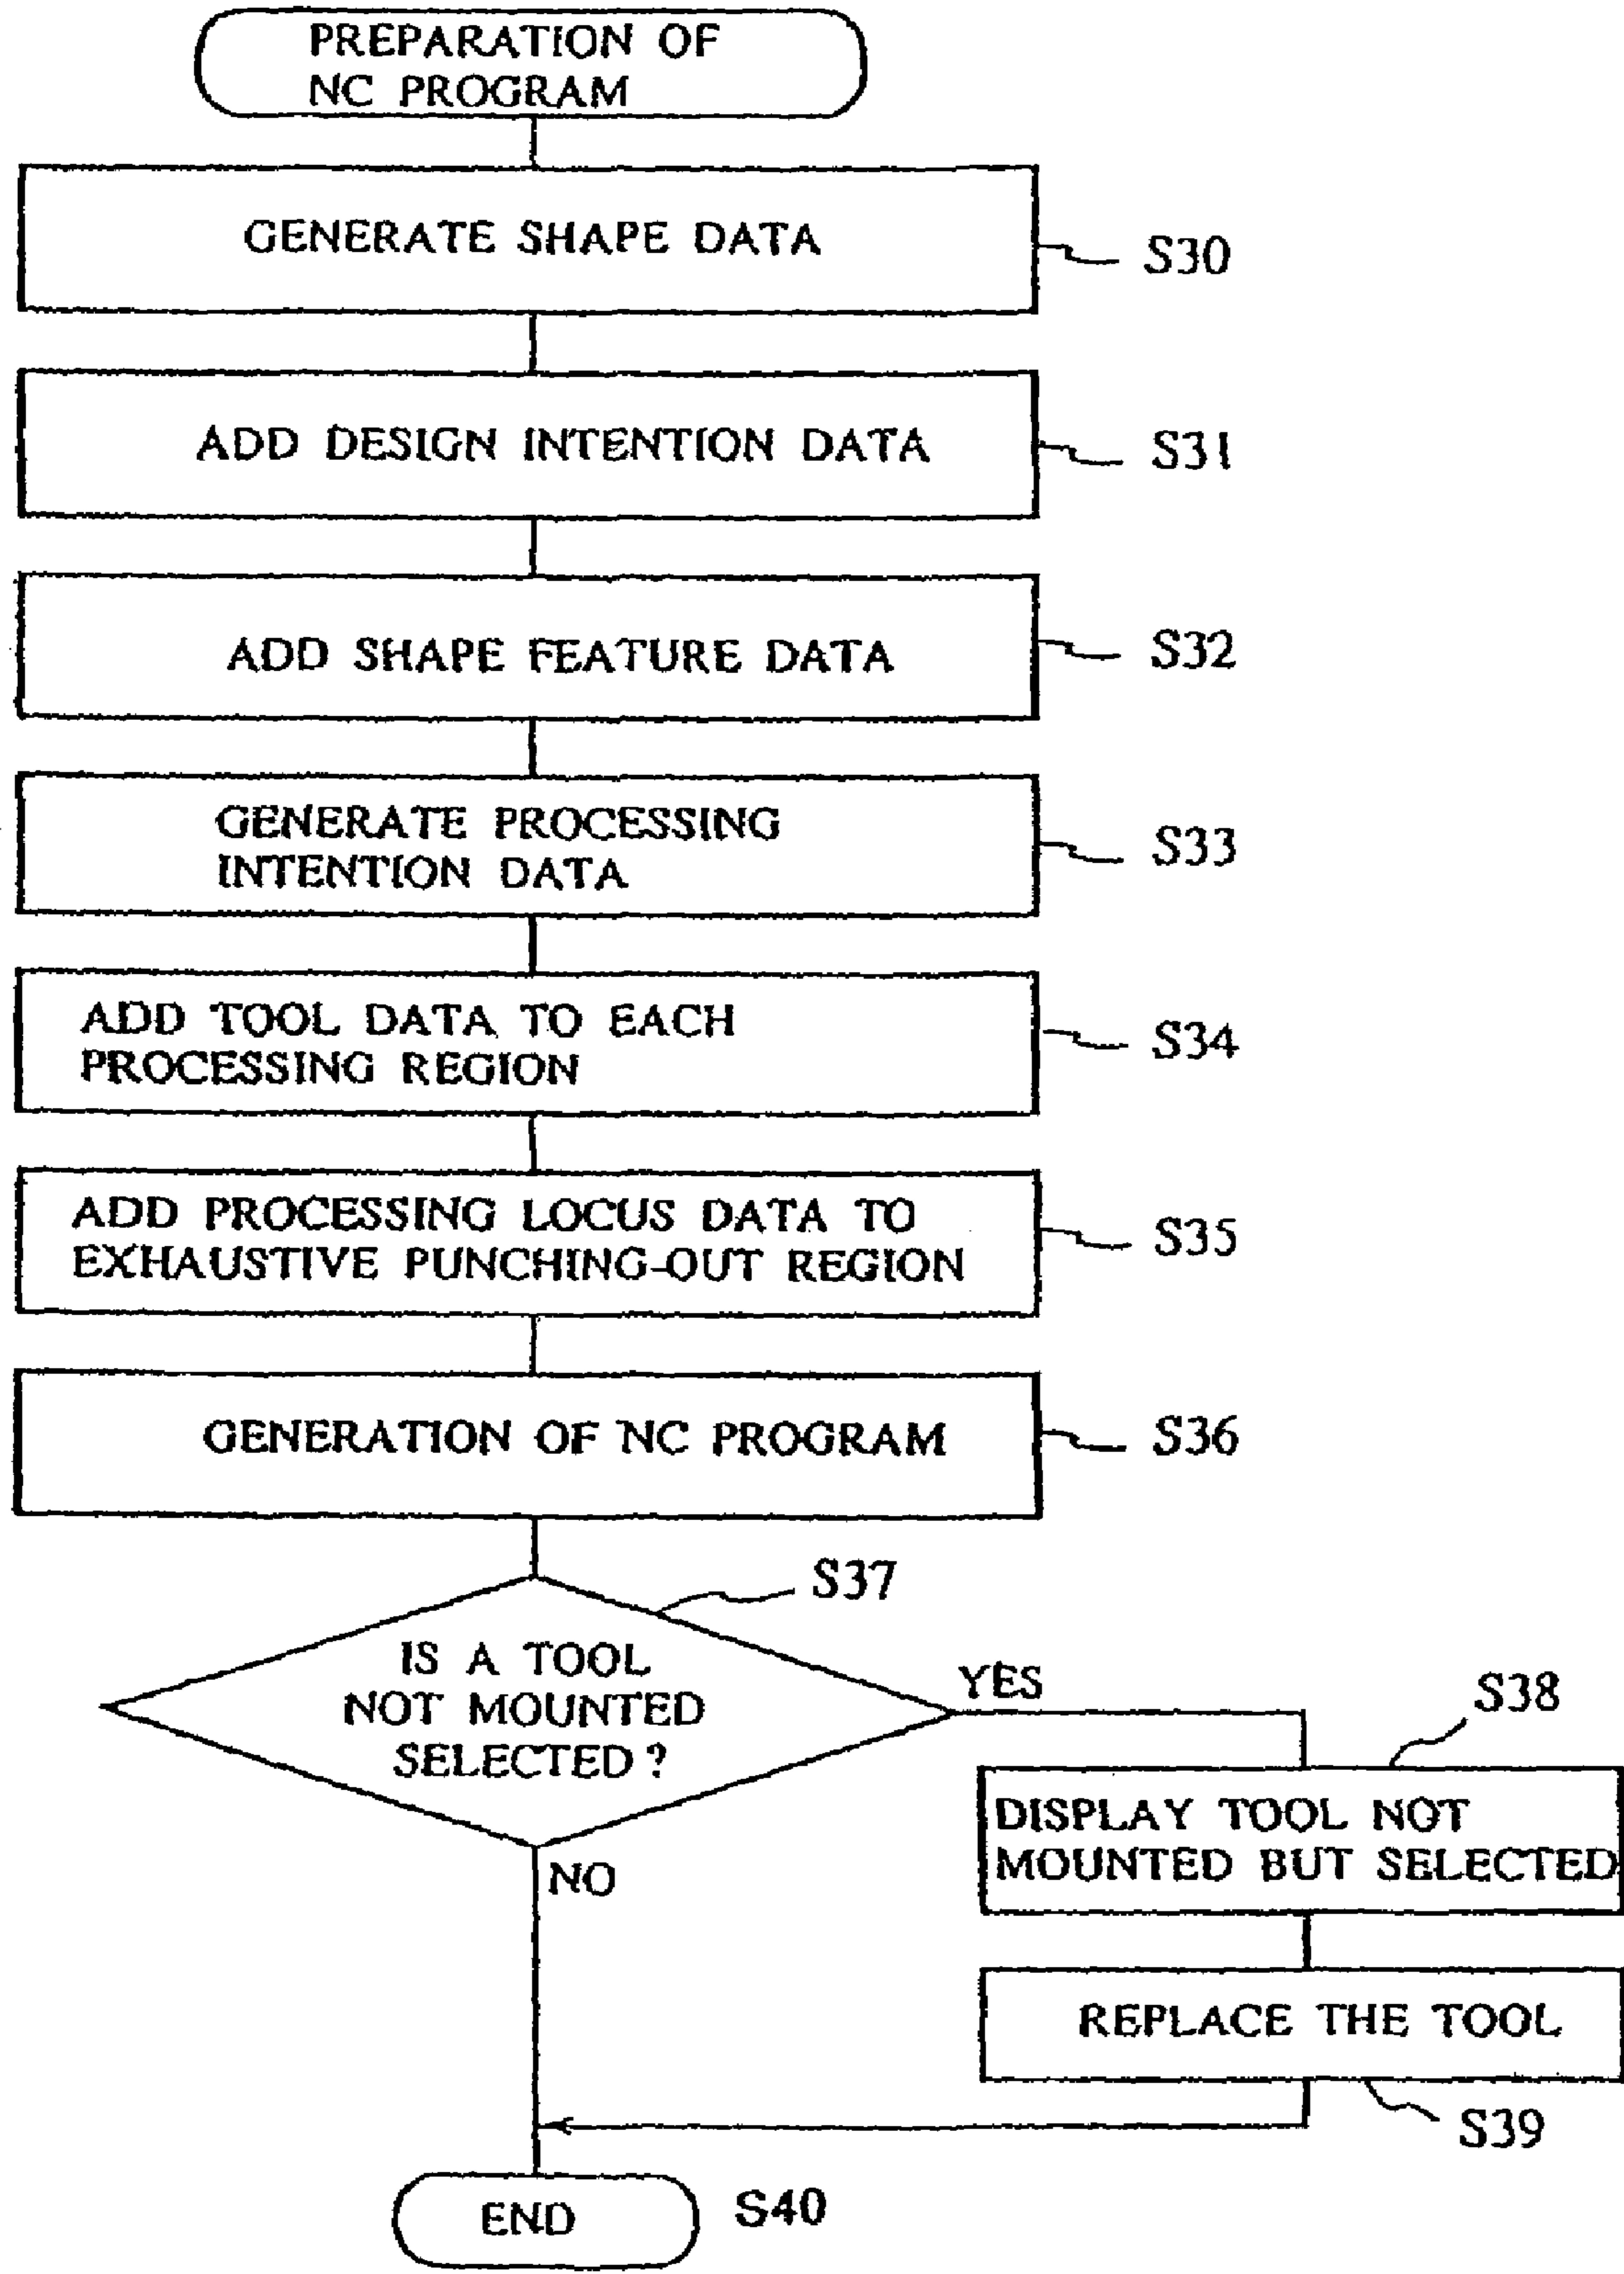 PREPARATION OF
NC PROGRAM
GENERATE SHAPE DATA
S30
ADD DESIGN INTENTION DATA
S31
ADD SHAPE FEATURE DATA
S32
GENERATE PROCESSING
INTENTION DATA
S33
ADD TOOL DATA TO EACH
PROCESSING REGION
S34
ADD PROCESSING LOCUS DATA TO
EXHAUSTIVE PUNCHING-OUT REGION
S35
GENERATION OF NC PROGRAM
S36
S37
IS A TOOL
NOT MOUNTED
SELECTED?
YES
S38
DISPLAY TOOL NOT
MOUNTED BUT SELECTED
NO
REPLACE THE TOOL
S39
END
S40